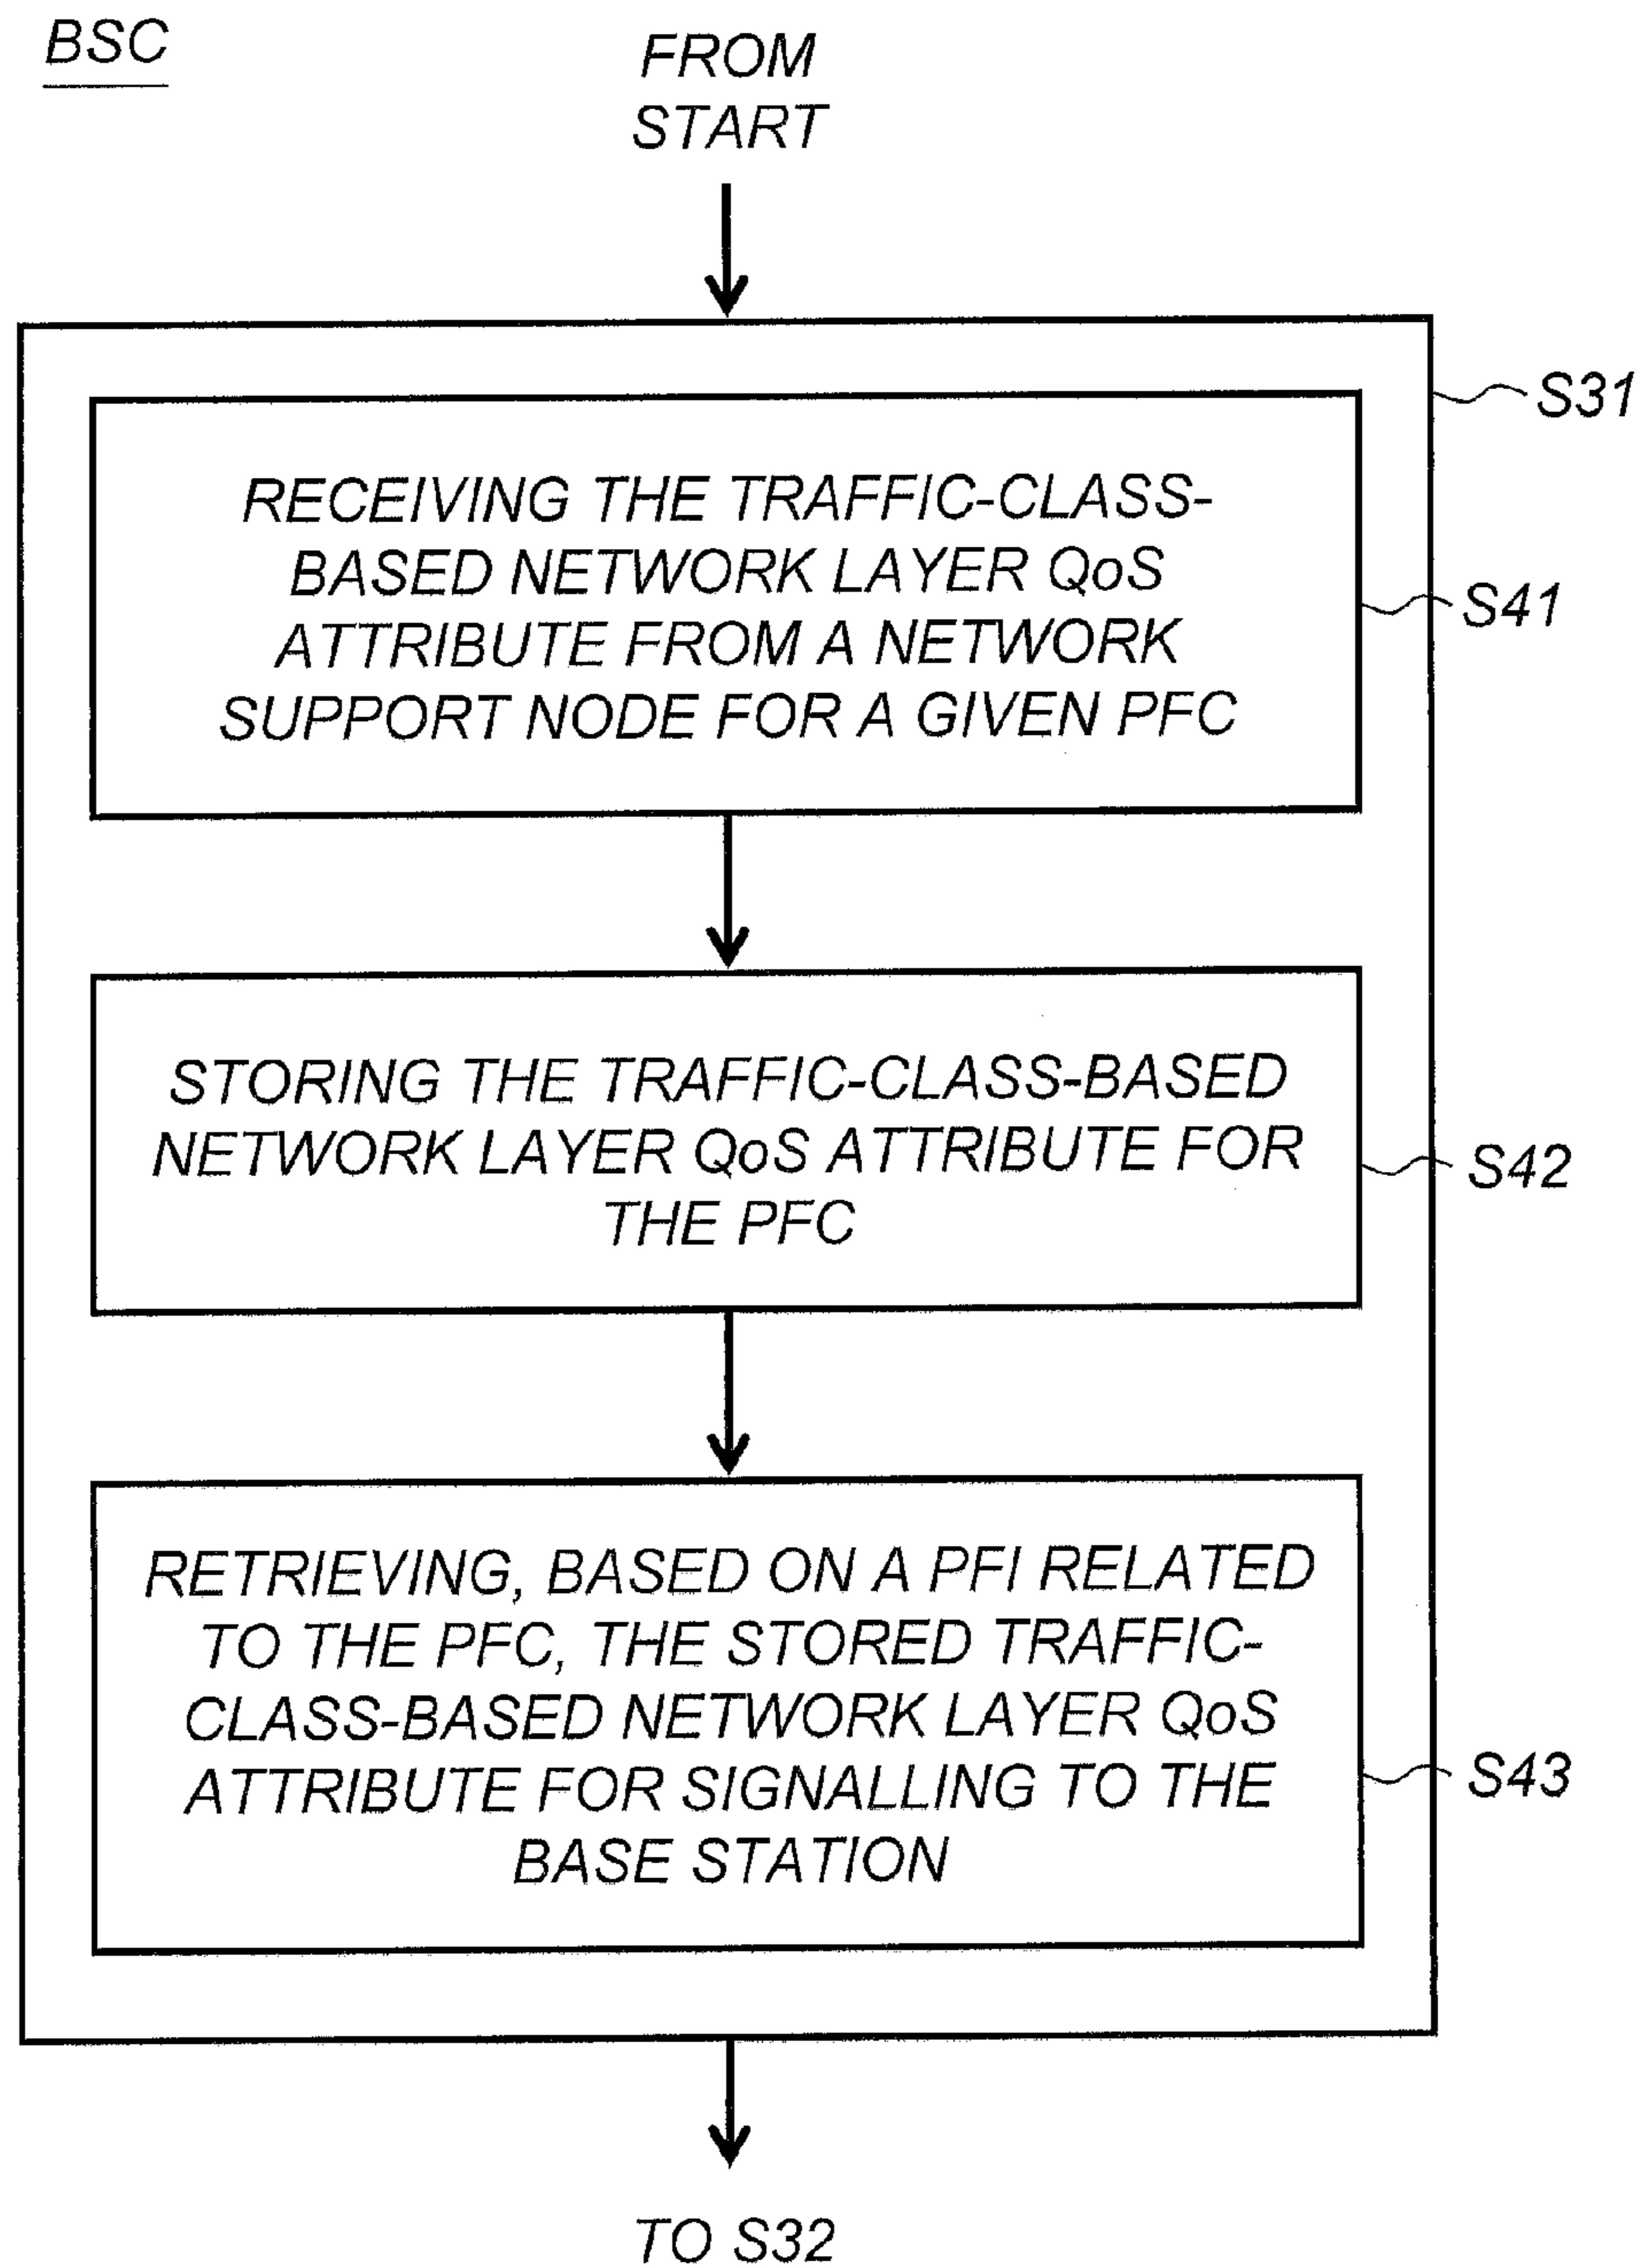 BSC
FROM
START
S31
RECEIVING THE TRAFFIC-CLASS-
BASED NETWORK LAYER QoS
ATTRIBUTE FROM A NETWORK
SUPPORT NODE FOR A GIVEN PFC
S41
STORING THE TRAFFIC-CLASS-BASED
NETWORK LAYER QoS ATTRIBUTE FOR
THE PFC
S42
RETRIEVING, BASED ON A PFI RELATED
TO THE PFC, THE STORED TRAFFIC-
CLASS-BASED NETWORK LAYER QoS
ATTRIBUTE FOR SIGNALLING TO THE
BASE STATION
S43
TO S32